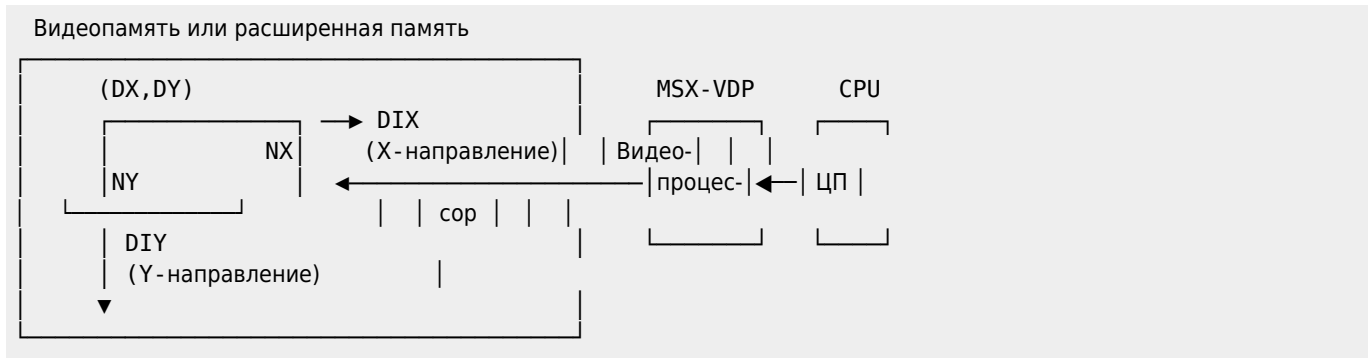 Видеопамять или расширенная память
(DX,DY) MSX-VDP CPU
DIX
NX (X-направление) Видео-
NY процес- ЦП
сор
DIY
(Y-направление)